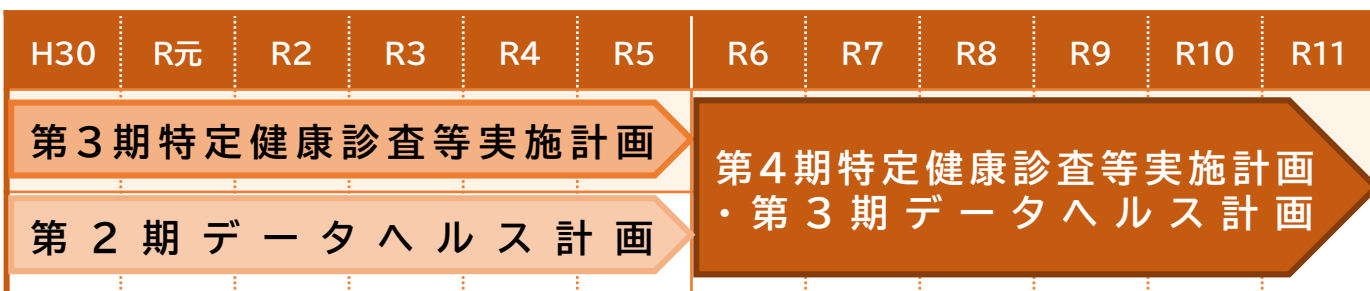 H30 R元 R2 R3 R4 R5 R6 R7 R8 R9 R10 R11
第3期特定健康診査等実施計画
第2期データヘルス計画
第4期特定健康診査等実施計画
・第3期データヘルス計画